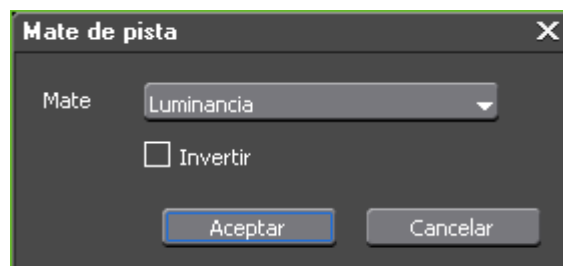 Mate de pista
Mate Luminancia
Invertir
Aceptar Cancelar